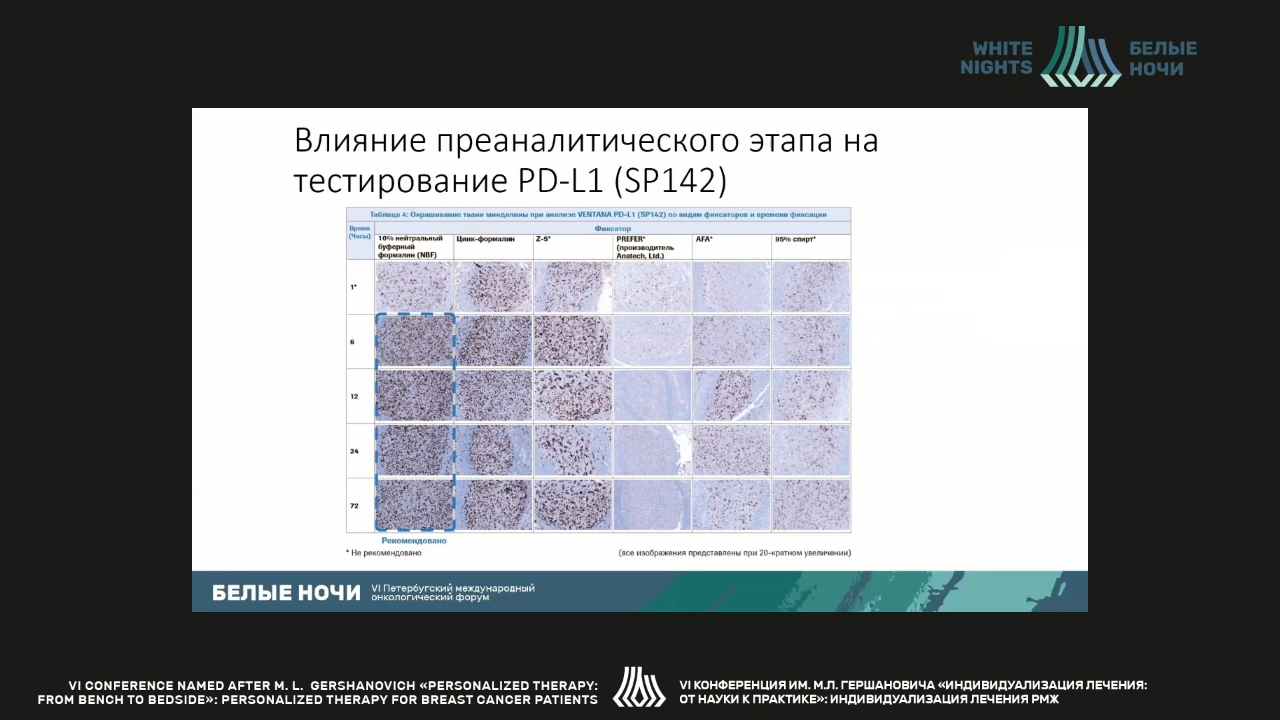 WHITE
NIGHTS
БЕЛЫЕ
НОЧИ
Влияние преаналитического этапа на
тестирование PD-L1 (SP142)
Таблица 4: Окрашивание ткани миндалины при анализе VENTANA PD-L1 (SP142) по видам фиксаторов и времени фиксации
Время
(Часы)
Фиксатор
10% нейтральный
буферный
формалин (NBF)
Цинк-формалин
Z-5*
PREFER*
(производитель
Anatech, Ltd.)
AFA*
95% спирт*
1*
6
12
24
72
Рекомендовано
* Не рекомендовано
(все изображения представлены при 20-кратном увеличении)
БЕЛЫЕ НОЧИ
VI Петербургский международный
онкологический форум
VI CONFERENCE NAMED AFTER M. L. GERSHANOVICH «PERSONALIZED THERAPY:
FROM BENCH TO BEDSIDE»: PERSONALIZED THERAPY FOR BREAST CANCER PATIENTS
VI КОНФЕРЕНЦИЯ ИМ. М.Л. ГЕРШАНОВИЧА «ИНДИВИДУАЛИЗАЦИЯ ЛЕЧЕНИЯ:
ОТ НАУКИ К ПРАКТИКЕ»: ИНДИВИДУАЛИЗАЦИЯ ЛЕЧЕНИЯ РМЖ